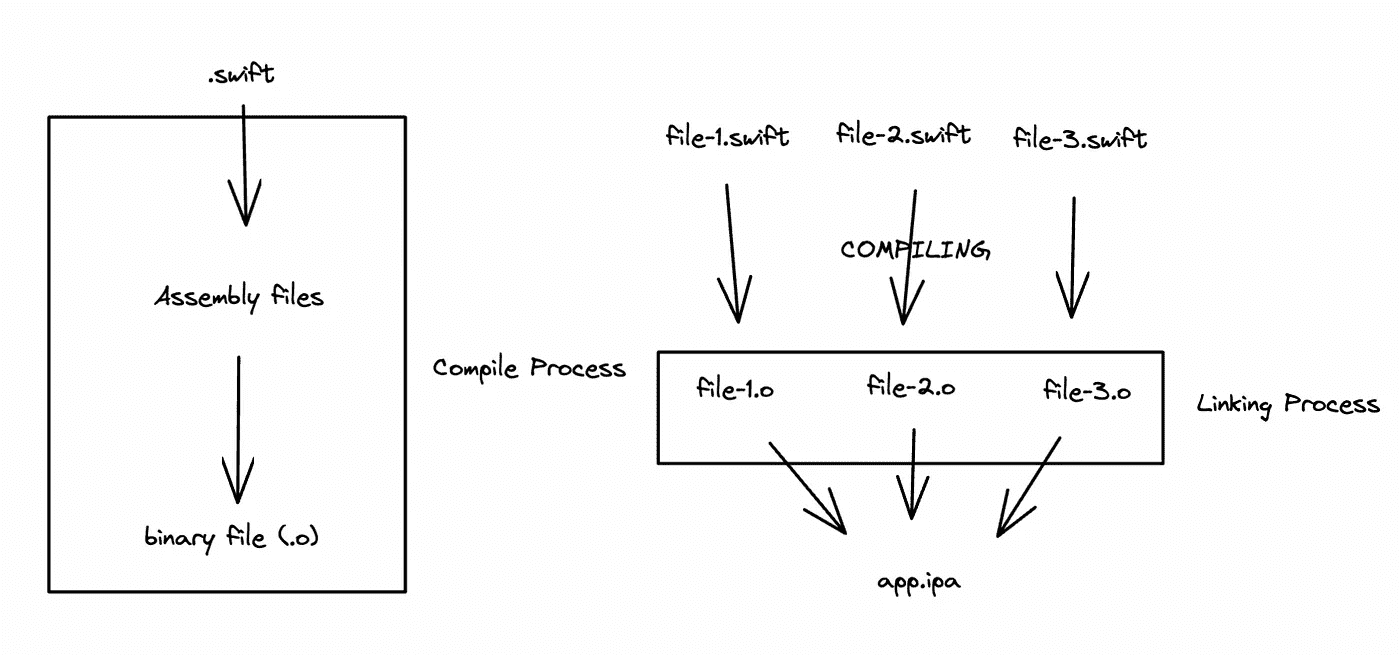 .swift
Assembly files
binary file (.o)
Compile Process
file-1.swift
file-2.swift
file-3.swift
COMPILING
file-1.o
file-2.o
file-3.o
Linking Process
app.ipa